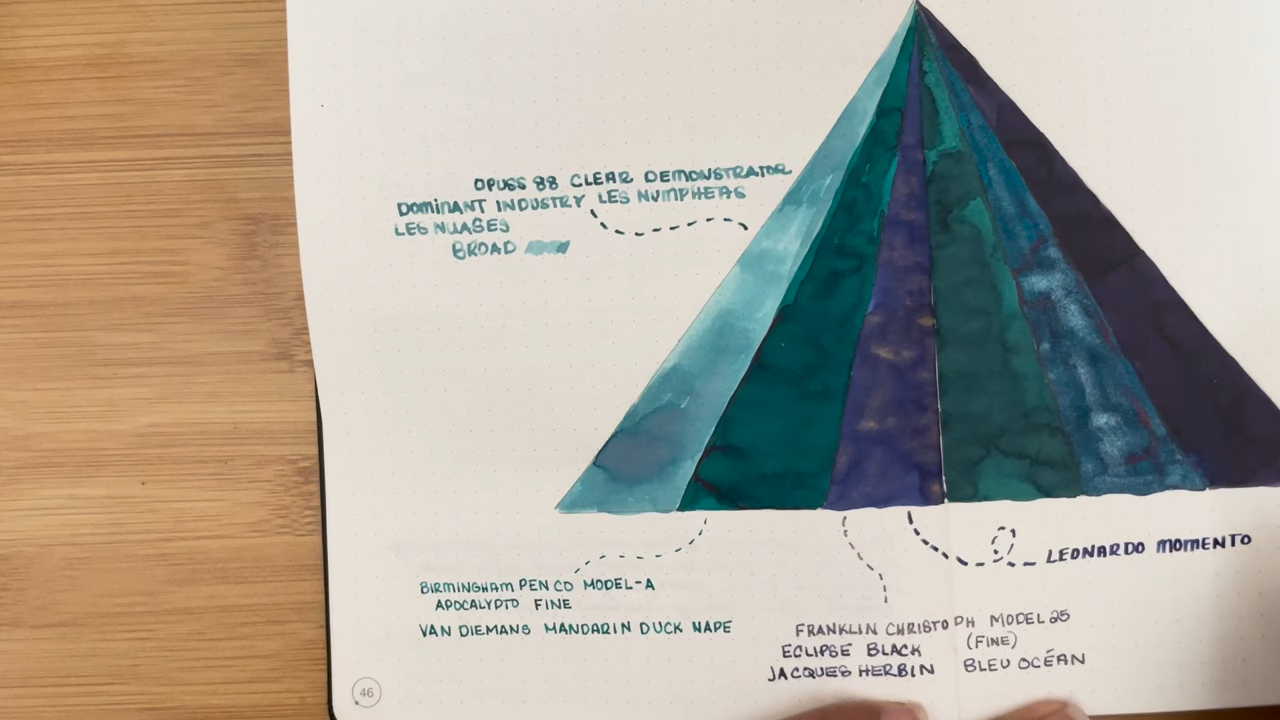 OPUSS 88 CLEAR DEMONSTRATOR
DOMINANT INDUSTRY LES NUMPHEAS
LES NUAGES
BROAD
LEONARDO MOMENTO
BIRMINGHAM PEN CO MODEL-A
APOCALYPTO FINE
VAN DIEMANS MANDARIN DUCK NAPE
FRANKLIN CHRISTOPH MODEL 25
ECLIPSE BLACK (FINE)
JACQUES HERBIN BLEU OCÉAN
46